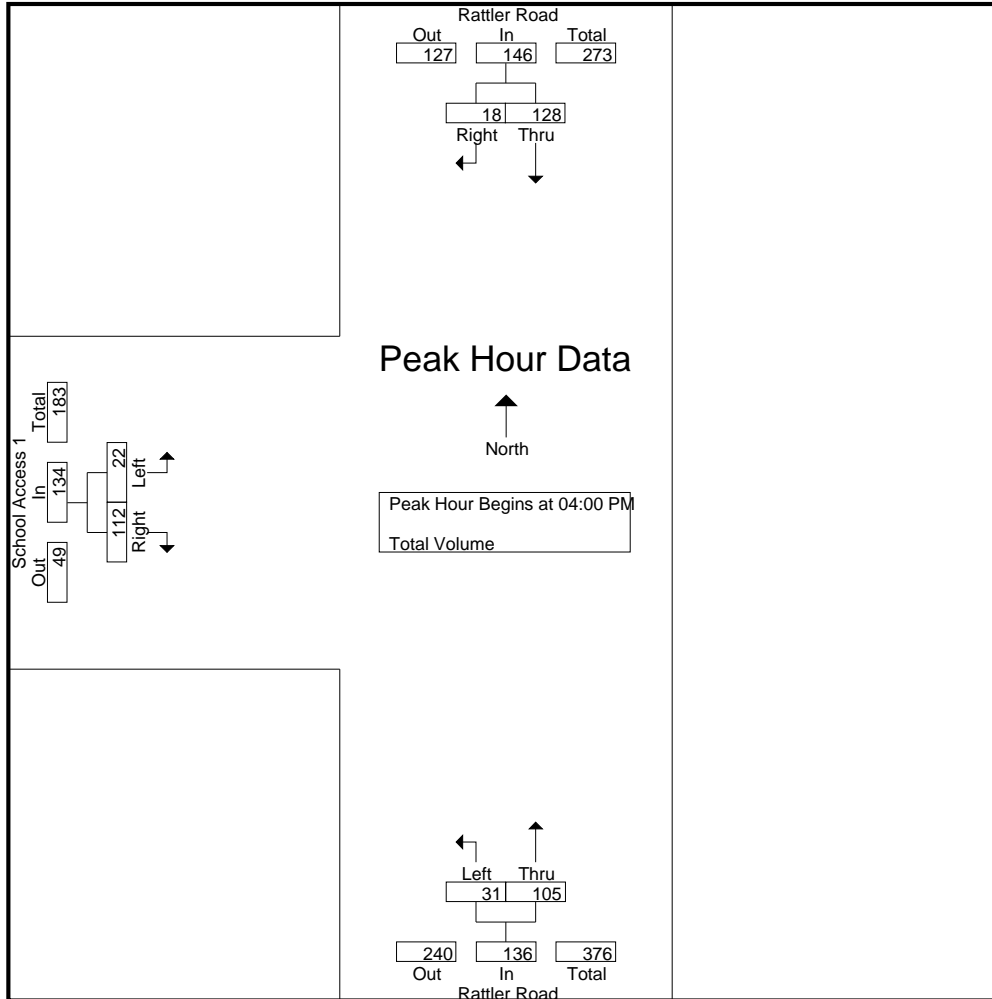 Rattler Road
Out In Total
127 146 273
18 128
Right Thru
Peak Hour Data
North
Peak Hour Begins at 04:00 PM
Total Volume
School Access 1
Out In Total
49 134 183
Right Left
112 22
Left Thru
31 105
240 136 376
Out In Total
Rattler Road